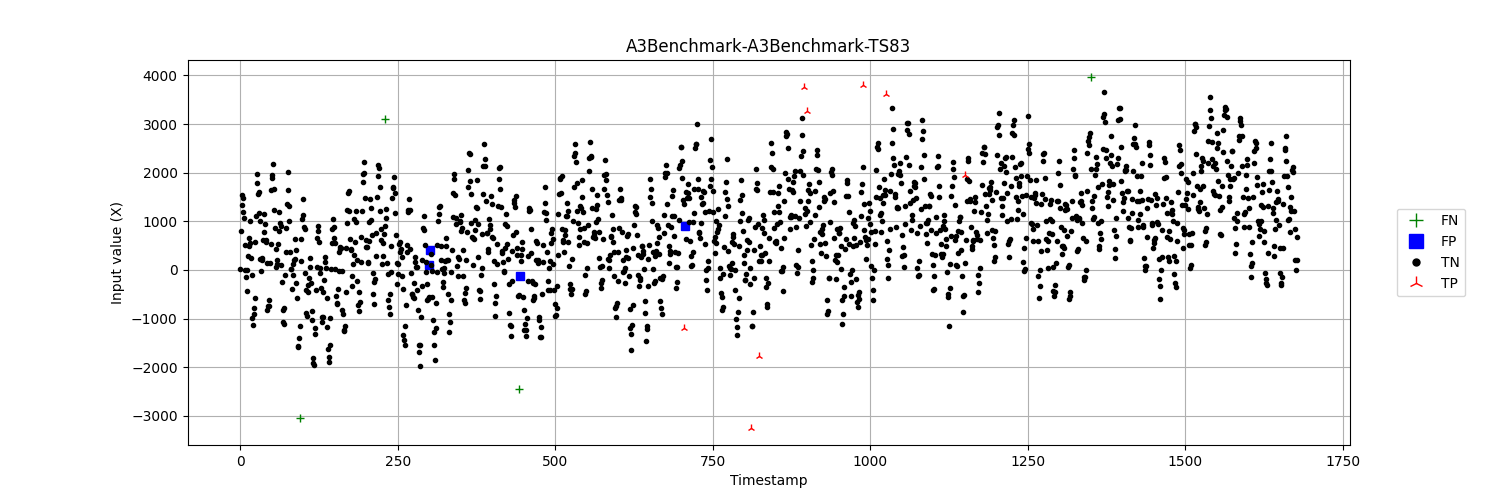 A3Benchmark-A3Benchmark-TS83
4000
3000
2000
1000
0
−1000
−2000
−3000
Input value (X)
0 250 500 750 1000 1250 1500 1750
Timestamp
FN
FP
TN
TP